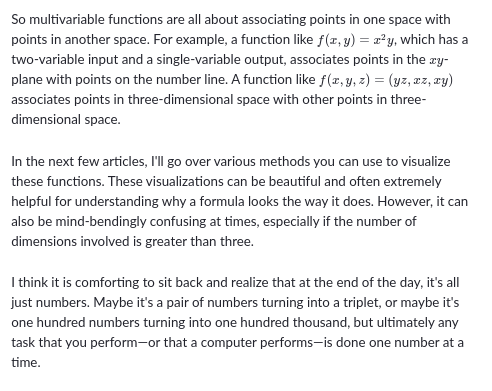 So multivariable functions are all about associating points in one space with
points in another space. For example, a function like f(x, y) = x²y, which has a
two-variable input and a single-variable output, associates points in the xy-
plane with points on the number line. A function like f(x, y, z) = (yz, xz, xy)
associates points in three-dimensional space with other points in three-
dimensional space.
In the next few articles, I'll go over various methods you can use to visualize
these functions. These visualizations can be beautiful and often extremely
helpful for understanding why a formula looks the way it does. However, it can
also be mind-bendingly confusing at times, especially if the number of
dimensions involved is greater than three.
I think it is comforting to sit back and realize that at the end of the day, it's all
just numbers. Maybe it's a pair of numbers turning into a triplet, or maybe it's
one hundred numbers turning into one hundred thousand, but ultimately any
task that you perform—or that a computer performs—is done one number at a
time.